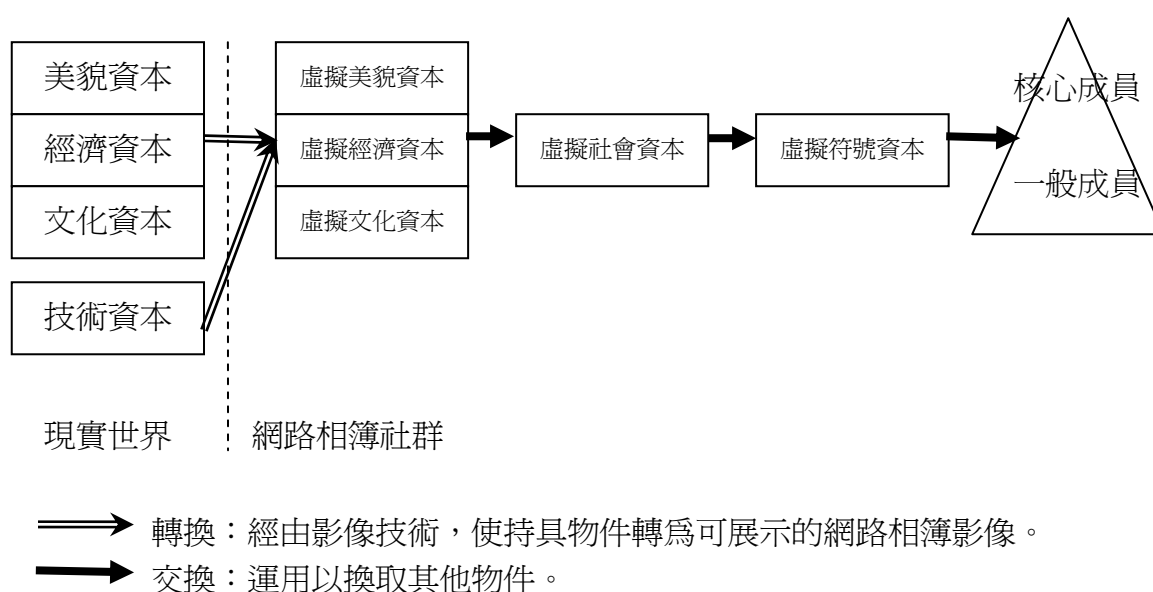 美貌資本
經濟資本
文化資本
技術資本
虛擬美貌資本
虛擬經濟資本
虛擬文化資本
虛擬社會資本
虛擬符號資本
核心成員
一般成員
現實世界
網路相簿社群
轉換：經由影像技術，使持具物件轉爲可展示的網路相簿影像。
交換：運用以換取其他物件。